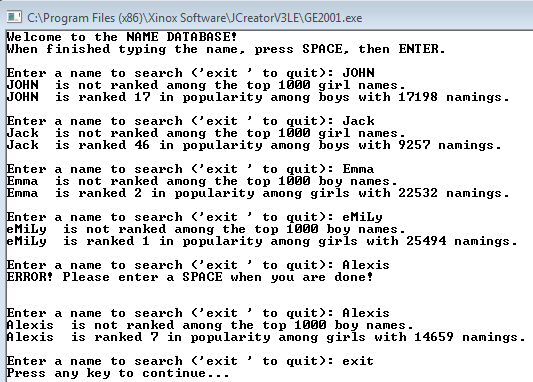 C:\Program Files (x86)\Xinox Software\JCreatorV3LE\GE2001.exe
Welcome to the NAME DATABASE!
When finished typing the name, press SPACE, then ENTER.
Enter a name to search ('exit ' to quit): JOHN
JOHN  is not ranked among the top 1000 girl names.
JOHN  is ranked 17 in popularity among boys with 17198 namings.
Enter a name to search ('exit ' to quit): Jack
Jack  is not ranked among the top 1000 girl names.
Jack  is ranked 46 in popularity among boys with 9257 namings.
Enter a name to search ('exit ' to quit): Emma
Emma  is not ranked among the top 1000 boy names.
Emma  is ranked 2 in popularity among girls with 22532 namings.
Enter a name to search ('exit ' to quit): eMiLy
eMiLy  is not ranked among the top 1000 boy names.
eMiLy  is ranked 1 in popularity among girls with 25494 namings.
Enter a name to search ('exit ' to quit): Alexis
ERROR! Please enter a SPACE when you are done!
Enter a name to search ('exit ' to quit): Alexis
Alexis  is not ranked among the top 1000 boy names.
Alexis  is ranked 7 in popularity among girls with 14659 namings.
Enter a name to search ('exit ' to quit): exit
Press any key to continue...